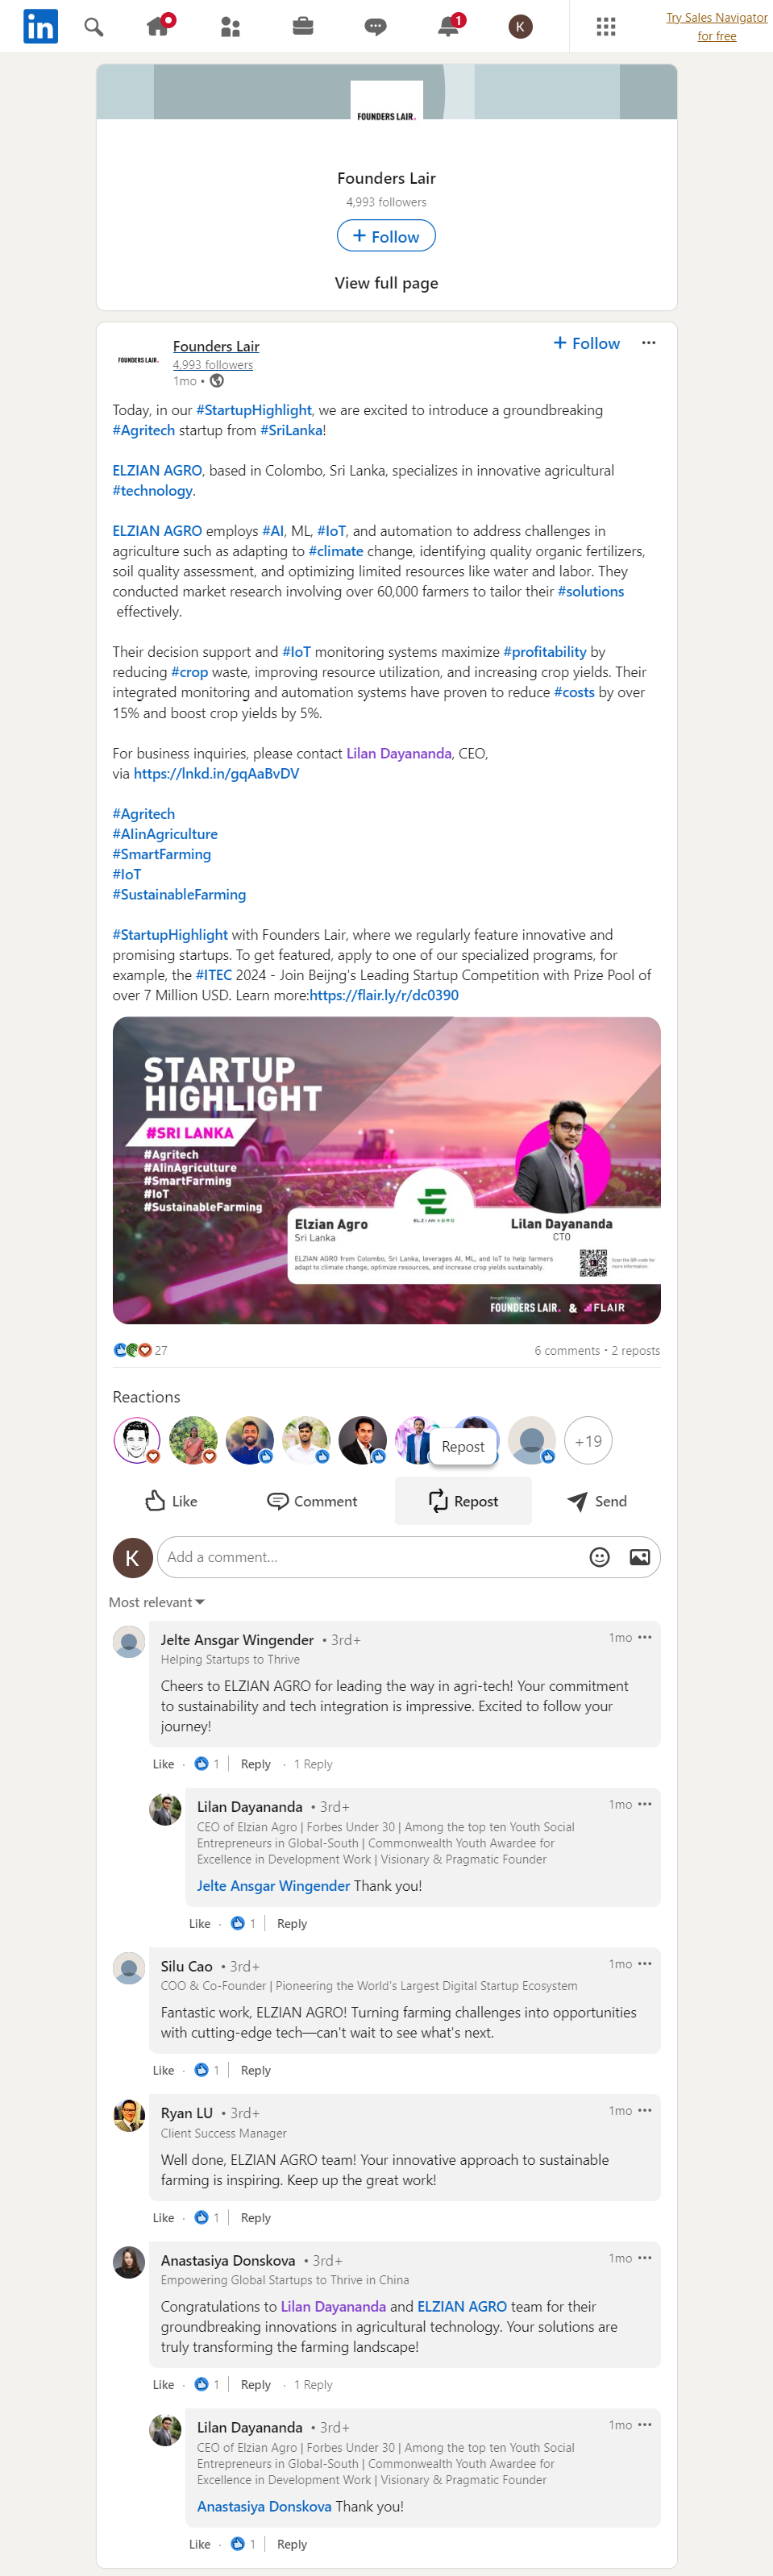 in
1
K
Try Sales Navigator
for free
FOUNDERS LAIR.
Founders Lair
4,993 followers
+ Follow
View full page
FOUNDERS LAIR.
Founders Lair
4,993 followers
1mo •
+ Follow
Today, in our #StartupHighlight, we are excited to introduce a groundbreaking
#Agritech startup from #SriLanka!
ELZIAN AGRO, based in Colombo, Sri Lanka, specializes in innovative agricultural
#technology.
ELZIAN AGRO employs #AI, ML, #IoT, and automation to address challenges in
agriculture such as adapting to #climate change, identifying quality organic fertilizers,
soil quality assessment, and optimizing limited resources like water and labor. They
conducted market research involving over 60,000 farmers to tailor their #solutions
effectively.
Their decision support and #IoT monitoring systems maximize #profitability by
reducing #crop waste, improving resource utilization, and increasing crop yields. Their
integrated monitoring and automation systems have proven to reduce #costs by over
15% and boost crop yields by 5%.
For business inquiries, please contact Lilan Dayananda, CEO,
via https://lnkd.in/gqAaBvDV
#Agritech
#AIinAgriculture
#SmartFarming
#IoT
#SustainableFarming
#StartupHighlight with Founders Lair, where we regularly feature innovative and
promising startups. To get featured, apply to one of our specialized programs, for
example, the #ITEC 2024 - Join Beijng's Leading Startup Competition with Prize Pool of
over 7 Million USD. Learn more:https://flair.ly/r/dc0390
STARTUP
HIGHLIGHT
#SRI LANKA
#Agritech
#AIinAgriculture
#SmartFarming
#IoT
#SustainableFarming
ELZIAN AGRO
Elzian Agro
Sri Lanka
Lilan Dayananda
CTO
ELZIAN AGRO from Colombo, Sri Lanka, leverages AI, ML, and IoT to help farmers
adapt to climate change, optimize resources, and increase crop yields sustainably.
Scan the QR-code for
more information.
FOUNDERS LAIR. & FLAIR
27
6 comments • 2 reposts
Reactions
+19
Repost
Like
Comment
Repost
Send
K
Add a comment...
Most relevant
Jelte Ansgar Wingender • 3rd+
1mo
Helping Startups to Thrive
Cheers to ELZIAN AGRO for leading the way in agri-tech! Your commitment
to sustainability and tech integration is impressive. Excited to follow your
journey!
Like · 1 Reply · 1 Reply
Lilan Dayananda • 3rd+
1mo
CEO of Elzian Agro | Forbes Under 30 | Among the top ten Youth Social
Entrepreneurs in Global-South | Commonwealth Youth Awardee for
Excellence in Development Work | Visionary & Pragmatic Founder
Jelte Ansgar Wingender Thank you!
Like · 1 Reply
Silu Cao • 3rd+
1mo
COO & Co-Founder | Pioneering the World's Largest Digital Startup Ecosystem
Fantastic work, ELZIAN AGRO! Turning farming challenges into opportunities
with cutting-edge tech—can't wait to see what's next.
Like · 1 Reply
Ryan LU • 3rd+
1mo
Client Success Manager
Well done, ELZIAN AGRO team! Your innovative approach to sustainable
farming is inspiring. Keep up the great work!
Like · 1 Reply
Anastasiya Donskova • 3rd+
1mo
Empowering Global Startups to Thrive in China
Congratulations to Lilan Dayananda and ELZIAN AGRO team for their
groundbreaking innovations in agricultural technology. Your solutions are
truly transforming the farming landscape!
Like · 1 Reply · 1 Reply
Lilan Dayananda • 3rd+
1mo
CEO of Elzian Agro | Forbes Under 30 | Among the top ten Youth Social
Entrepreneurs in Global-South | Commonwealth Youth Awardee for
Excellence in Development Work | Visionary & Pragmatic Founder
Anastasiya Donskova Thank you!
Like · 1 Reply